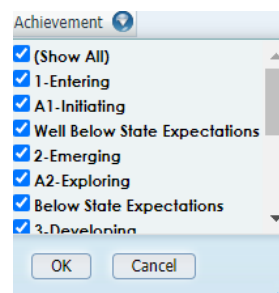 Achievement
(Show All)
1-Entering
A1-Initiating
Well Below State Expectations
2-Emerging
A2-Exploring
Below State Expectations
3-Developing
OK Cancel